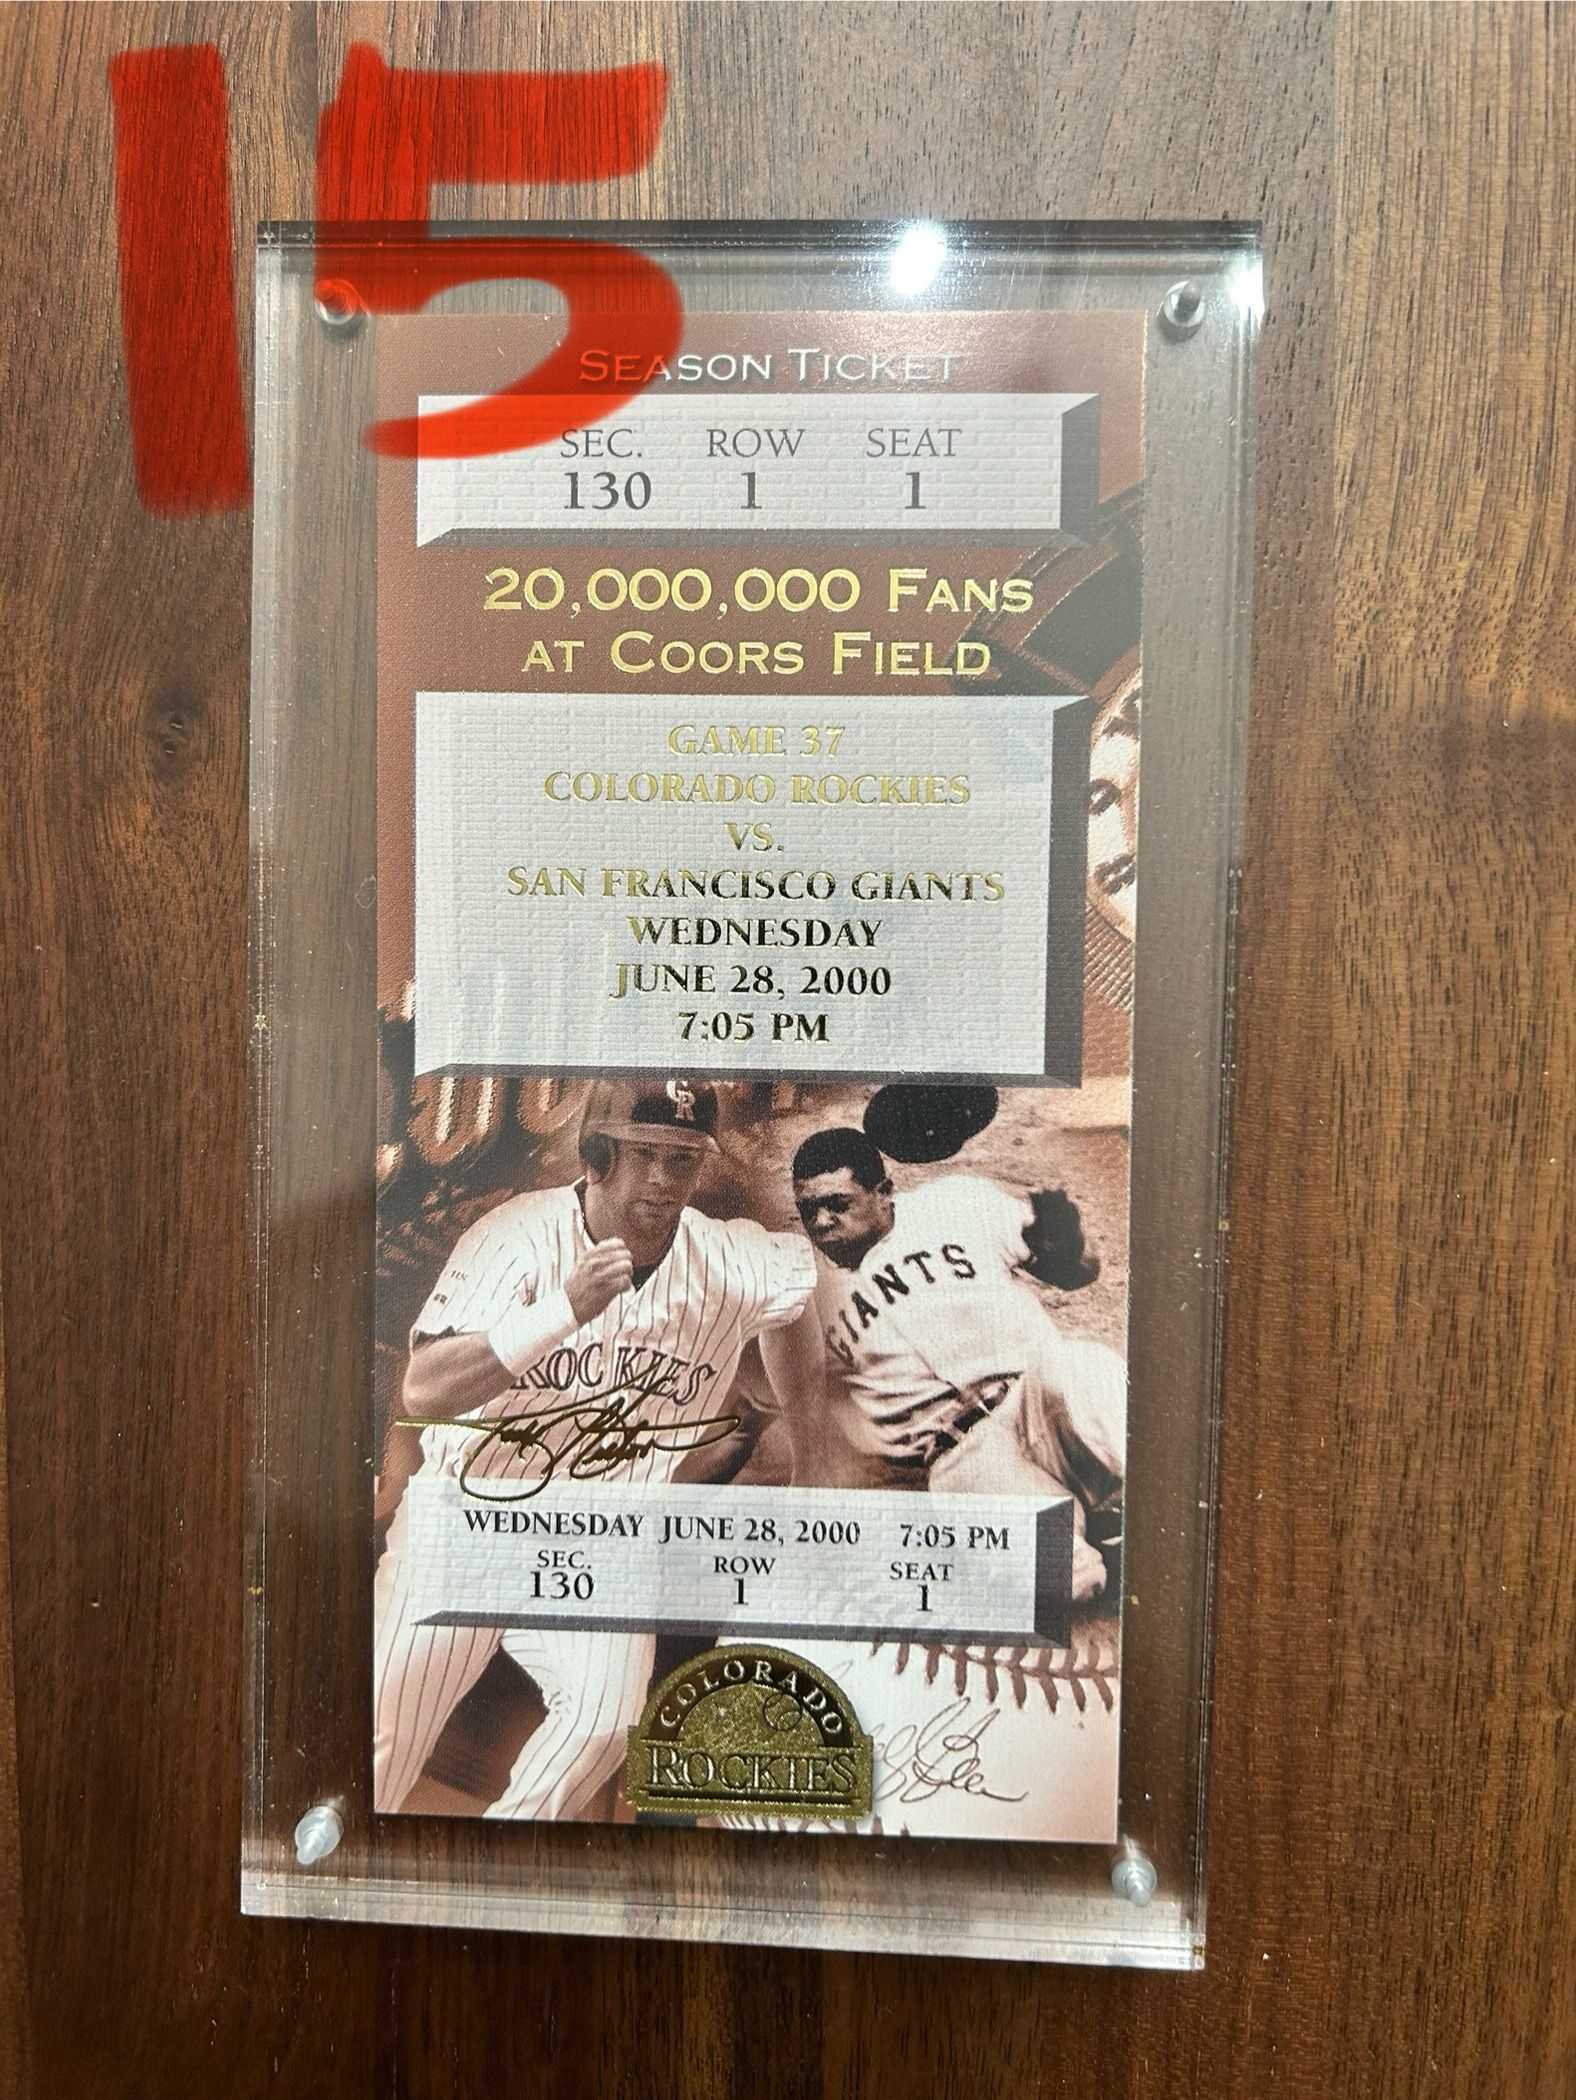 15
SEASON TICKET
SEC. ROW SEAT
130 1 1
20,000,000 FANS
AT COORS FIELD
GAME 37
COLORADO ROCKIES
VS.
SAN FRANCISCO GIANTS
WEDNESDAY
JUNE 28, 2000
7:05 PM
CR
GIANTS
ROCKIES
WEDNESDAY JUNE 28, 2000 7:05 PM
SEC. ROW SEAT
130 1 1
COLORADO
ROCKIES